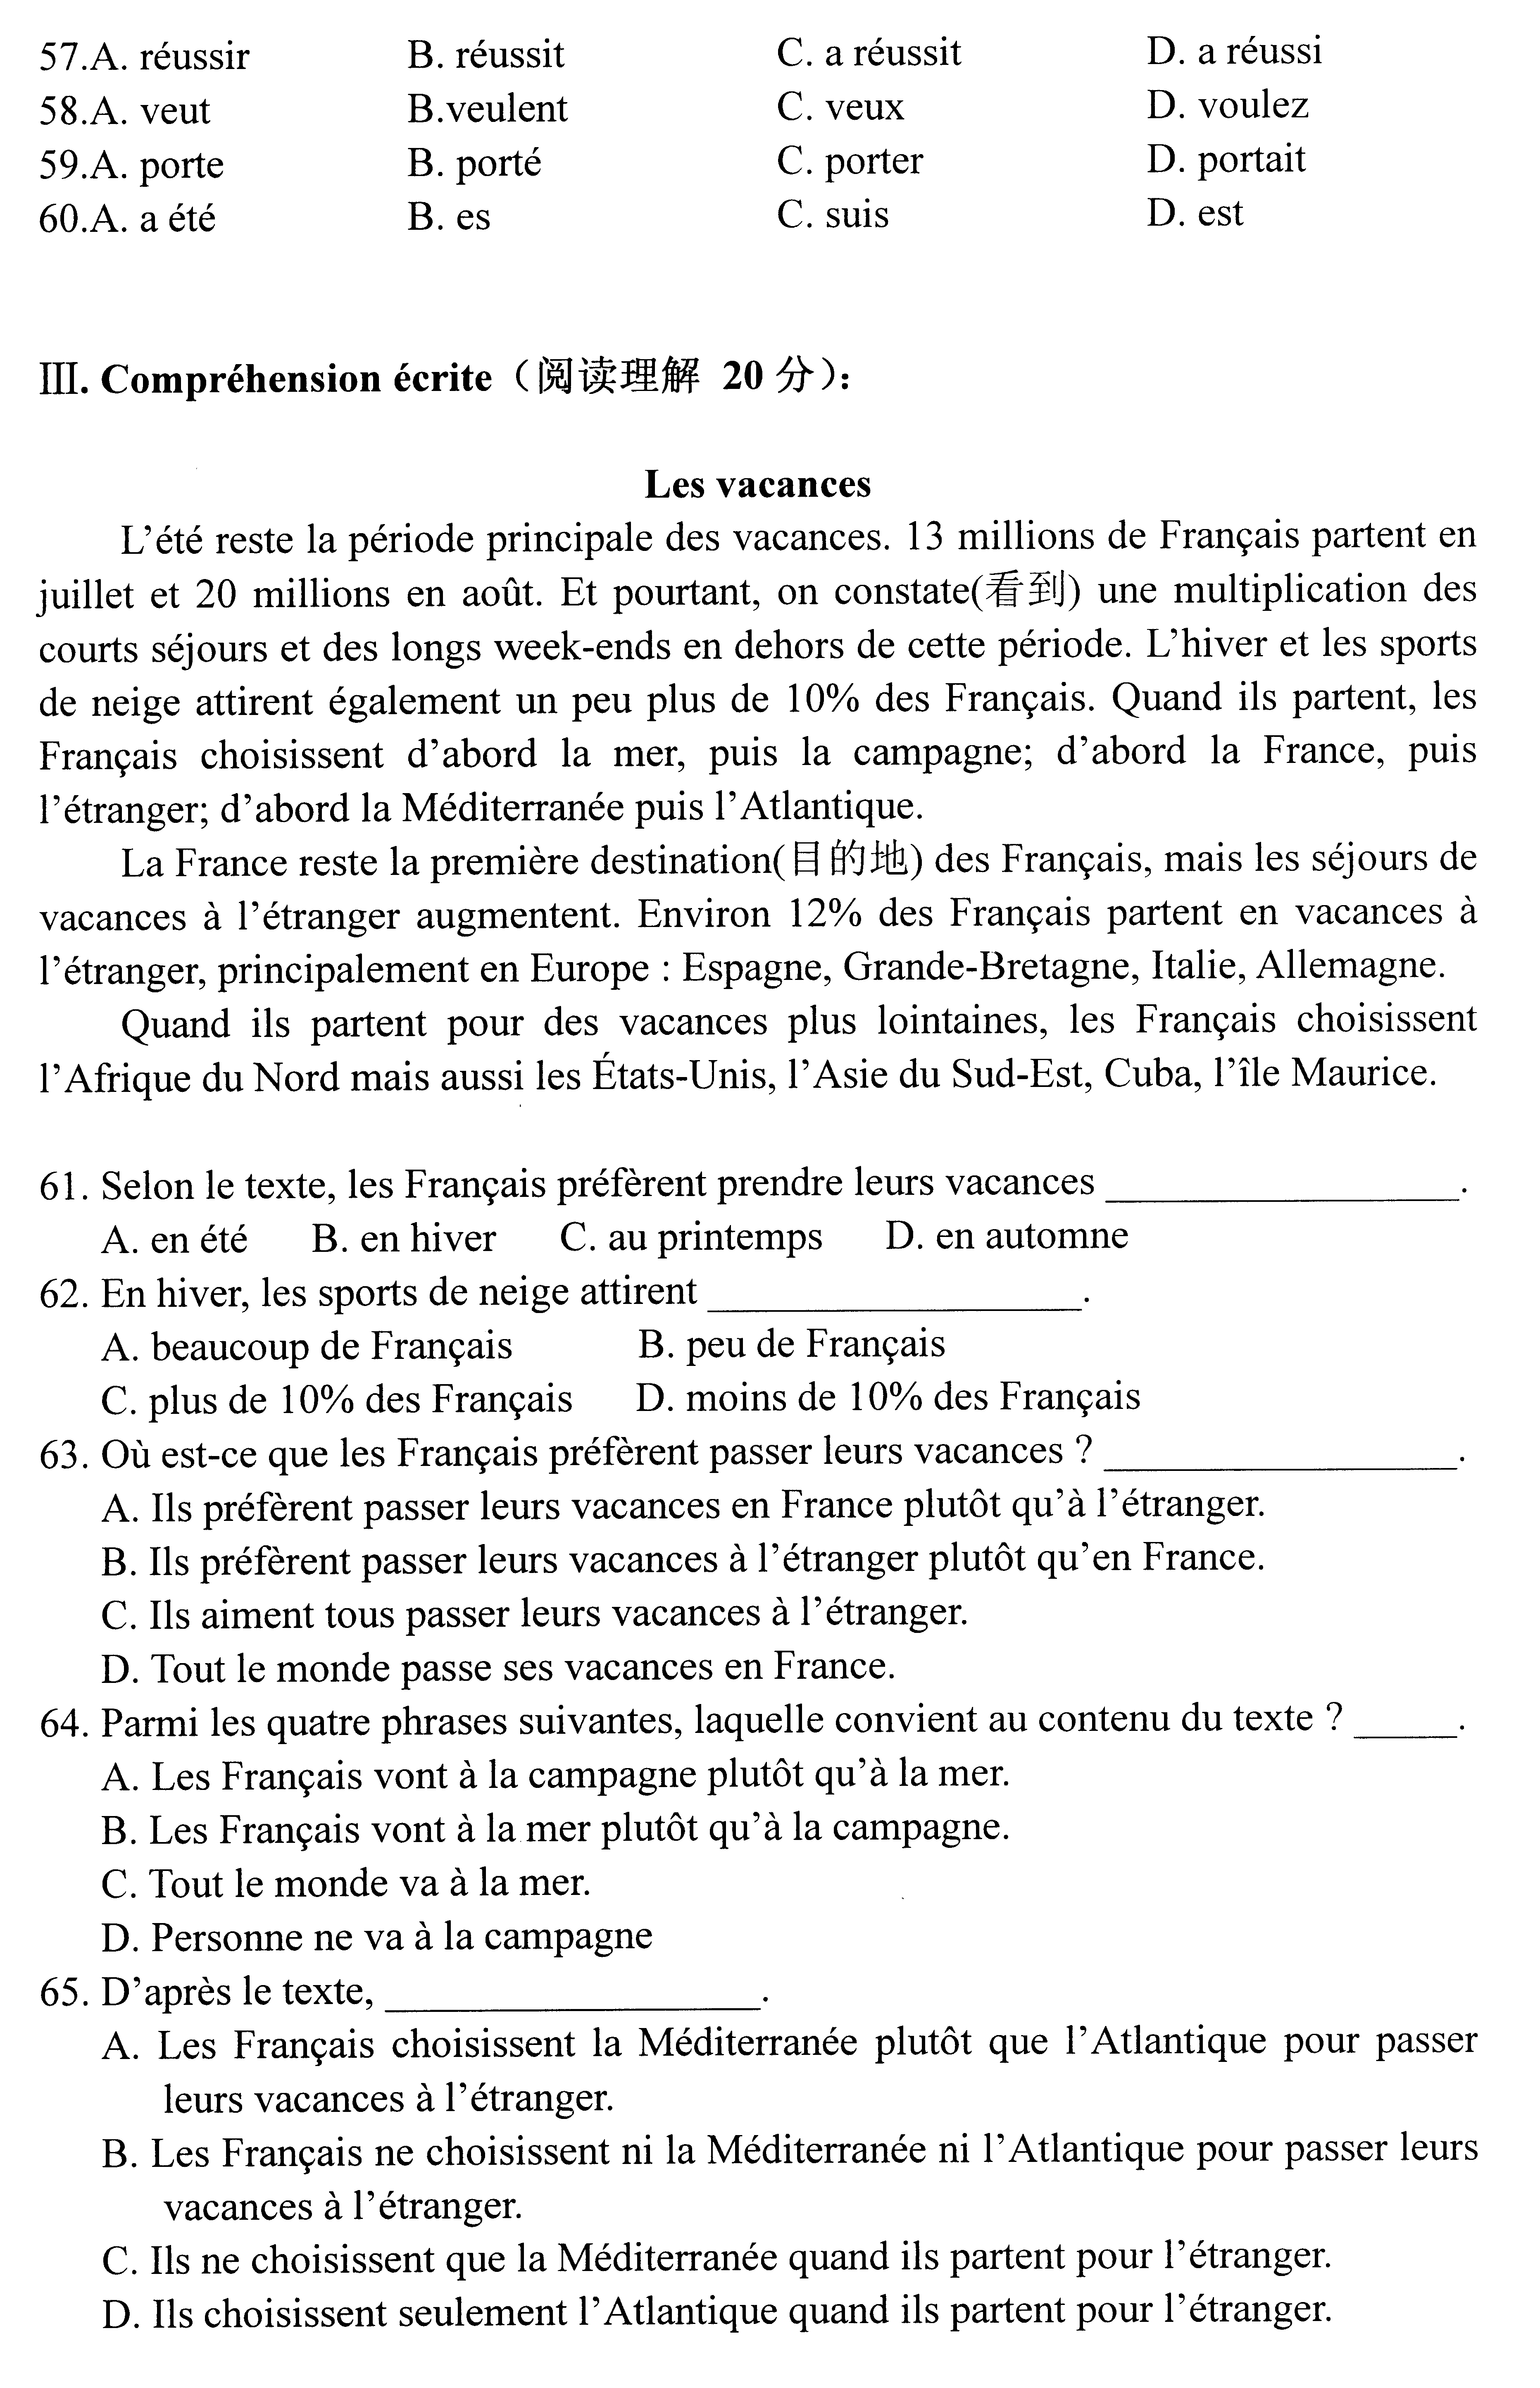 57.A. réussir B. réussit C. a réussit D. a réussi
58.A. veut B.veulent C. veux D. voulez
59.A. porte B. porté C. porter D. portait
60.A. a été B. es C. suis D. est
III. Compréhension écrite（阅读理解 20 分）：
Les vacances
L’été reste la période principale des vacances. 13 millions de Français partent en
juillet et 20 millions en août. Et pourtant, on constate(看到) une multiplication des
courts séjours et des longs week-ends en dehors de cette période. L’hiver et les sports
de neige attirent également un peu plus de 10% des Français. Quand ils partent, les
Français choisissent d’abord la mer, puis la campagne; d’abord la France, puis
l’étranger; d’abord la Méditerranée puis l’Atlantique.
La France reste la première destination(目的地) des Français, mais les séjours de
vacances à l’étranger augmentent. Environ 12% des Français partent en vacances à
l’étranger, principalement en Europe : Espagne, Grande-Bretagne, Italie, Allemagne.
Quand ils partent pour des vacances plus lointaines, les Français choisissent
l’Afrique du Nord mais aussi les États-Unis, l’Asie du Sud-Est, Cuba, l’île Maurice.
61. Selon le texte, les Français préfèrent prendre leurs vacances _________________.
A. en été B. en hiver C. au printemps D. en automne
62. En hiver, les sports de neige attirent __________________.
A. beaucoup de Français B. peu de Français
C. plus de 10% des Français D. moins de 10% des Français
63. Où est-ce que les Français préfèrent passer leurs vacances ? _________________.
A. Ils préfèrent passer leurs vacances en France plutôt qu’à l’étranger.
B. Ils préfèrent passer leurs vacances à l’étranger plutôt qu’en France.
C. Ils aiment tous passer leurs vacances à l’étranger.
D. Tout le monde passe ses vacances en France.
64. Parmi les quatre phrases suivantes, laquelle convient au contenu du texte ? _____.
A. Les Français vont à la campagne plutôt qu’à la mer.
B. Les Français vont à la mer plutôt qu’à la campagne.
C. Tout le monde va à la mer.
D. Personne ne va à la campagne
65. D’après le texte, __________________.
A. Les Français choisissent la Méditerranée plutôt que l’Atlantique pour passer
leurs vacances à l’étranger.
B. Les Français ne choisissent ni la Méditerranée ni l’Atlantique pour passer leurs
vacances à l’étranger.
C. Ils ne choisissent que la Méditerranée quand ils partent pour l’étranger.
D. Ils choisissent seulement l’Atlantique quand ils partent pour l’étranger.